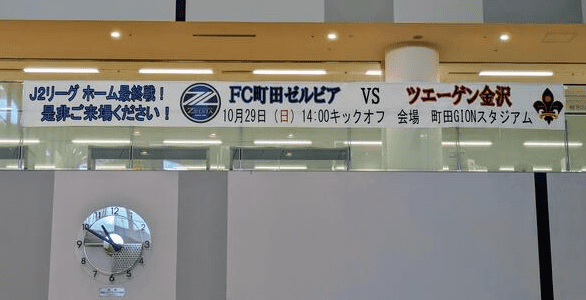 J2リーグ ホーム最終戦！
是非ご来場ください！
FC町田ゼルビア VS ツエーゲン金沢
10月29日（日）14:00キックオフ 会場 町田GIONスタジアム